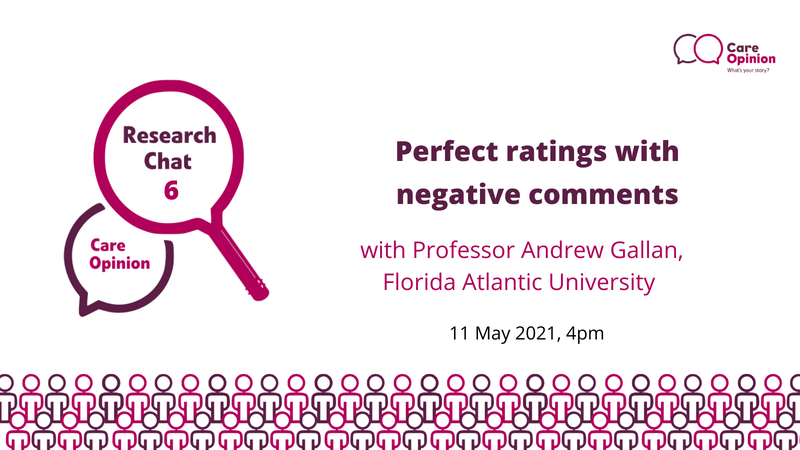 Care
Opinion
What's your story?
Research
Chat
6
Care
Opinion
Perfect ratings with
negative comments
with Professor Andrew Gallan,
Florida Atlantic University
11 May 2021, 4pm